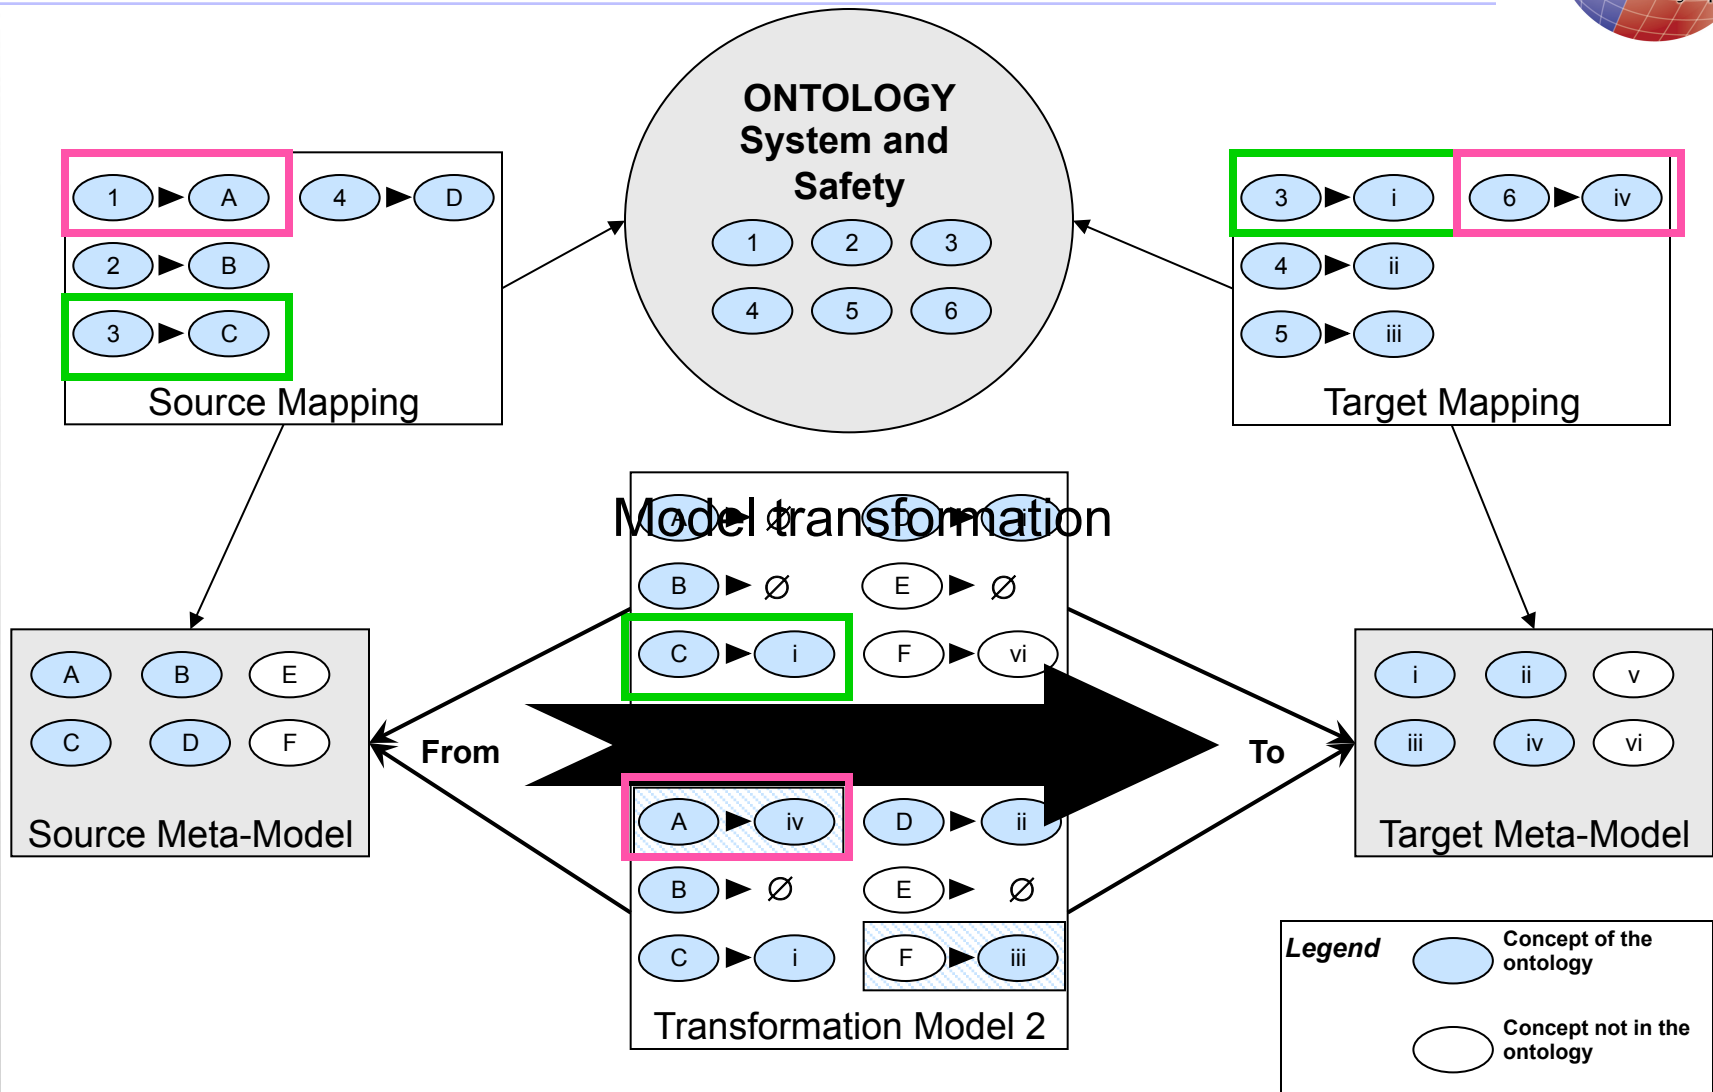 ONTOLOGY
System and
Safety
1 2 3
4 5 6
1 A 4 D
2 B
3 C
Source Mapping
3 i 6 iv
4 ii
5 iii
Target Mapping
Model transformation
A Ø
B Ø E Ø
C i F vi
From
To
A B E
C D F
Source Meta-Model
i ii v
iii iv vi
Target Meta-Model
A iv D ii
B Ø E Ø
C i F iii
Transformation Model 2
Legend
Concept of the
ontology
Concept not in the
ontology